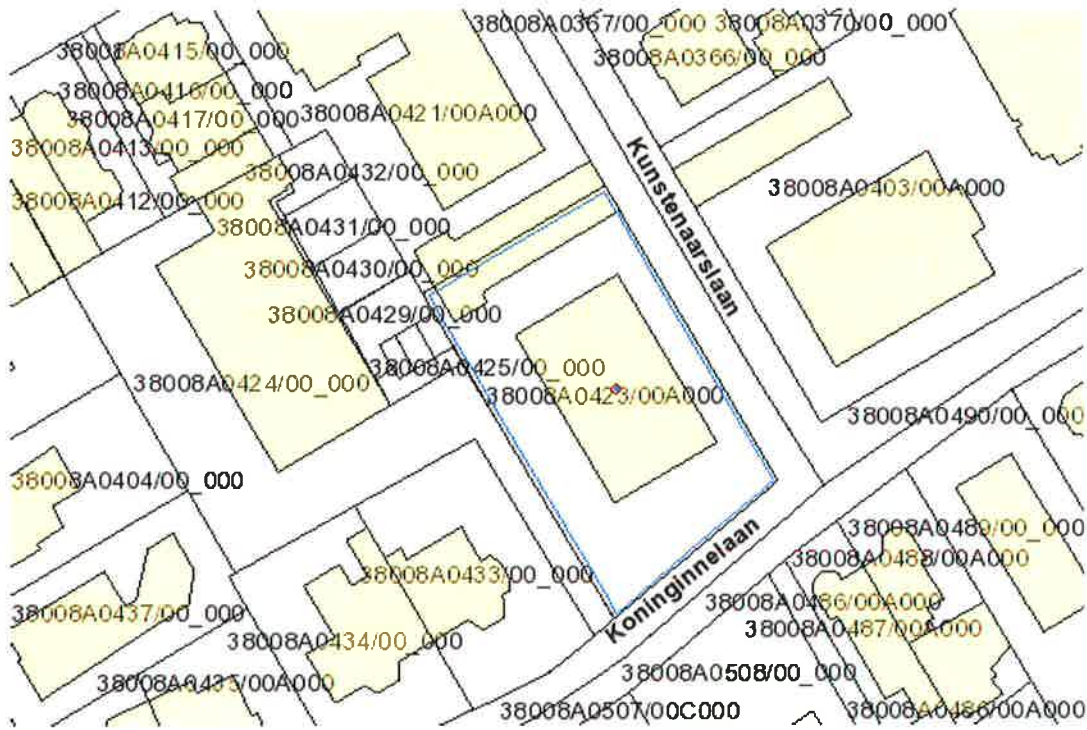 38008A0367/00_000 38008A0370/00_000
38008A0415/00_000
38008A0366/00_000
38008A0416/00_000
38008A0417/00_000
38008A0421/00A000
38008A0413/00_000
38008A0432/00_000
Kunstenaarslaan
38008A0403/00A000
38008A0412/00_000
38008A0431/00_000
38008A0430/00_000
38008A0429/00_000
38008A0425/00_000
38008A0424/00_000
38008A0423/00A000
38008A0490/00_000
38008A0404/00_000
38008A0489/00_000
38008A0488/00A000
Koninginnelaan
38008A0433/00_000
38008A0486/00A000
38008A0437/00_000
38008A0487/00A000
38008A0434/00_000
38008A0508/00_000
38008A0435/00A000
38008A0507/00C000
38008A0486/00A000